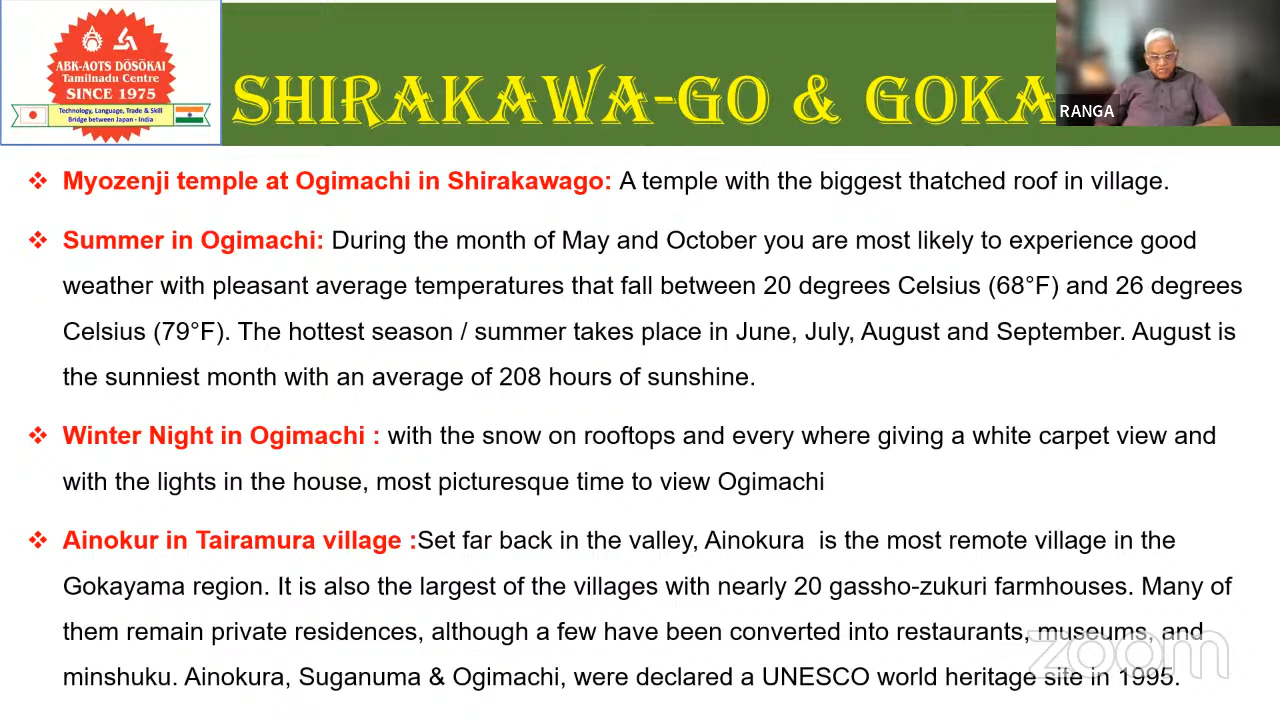 ABK-AOTS DŌSŌKAI
Tamilnadu Centre
SINCE 1975
Technology, Language, Trade & Skill
Bridge between Japan - India
SHIRAKAWA-GO & GOKA
RANGA
❖ Myozenji temple at Ogimachi in Shirakawago: A temple with the biggest thatched roof in village.
❖ Summer in Ogimachi: During the month of May and October you are most likely to experience good
weather with pleasant average temperatures that fall between 20 degrees Celsius (68°F) and 26 degrees
Celsius (79°F). The hottest season / summer takes place in June, July, August and September. August is
the sunniest month with an average of 208 hours of sunshine.
❖ Winter Night in Ogimachi : with the snow on rooftops and every where giving a white carpet view and
with the lights in the house, most picturesque time to view Ogimachi
❖ Ainokur in Tairamura village :Set far back in the valley, Ainokura is the most remote village in the
Gokayama region. It is also the largest of the villages with nearly 20 gassho-zukuri farmhouses. Many of
them remain private residences, although a few have been converted into restaurants, museums, and
minshuku. Ainokura, Suganuma & Ogimachi, were declared a UNESCO world heritage site in 1995.
zoom